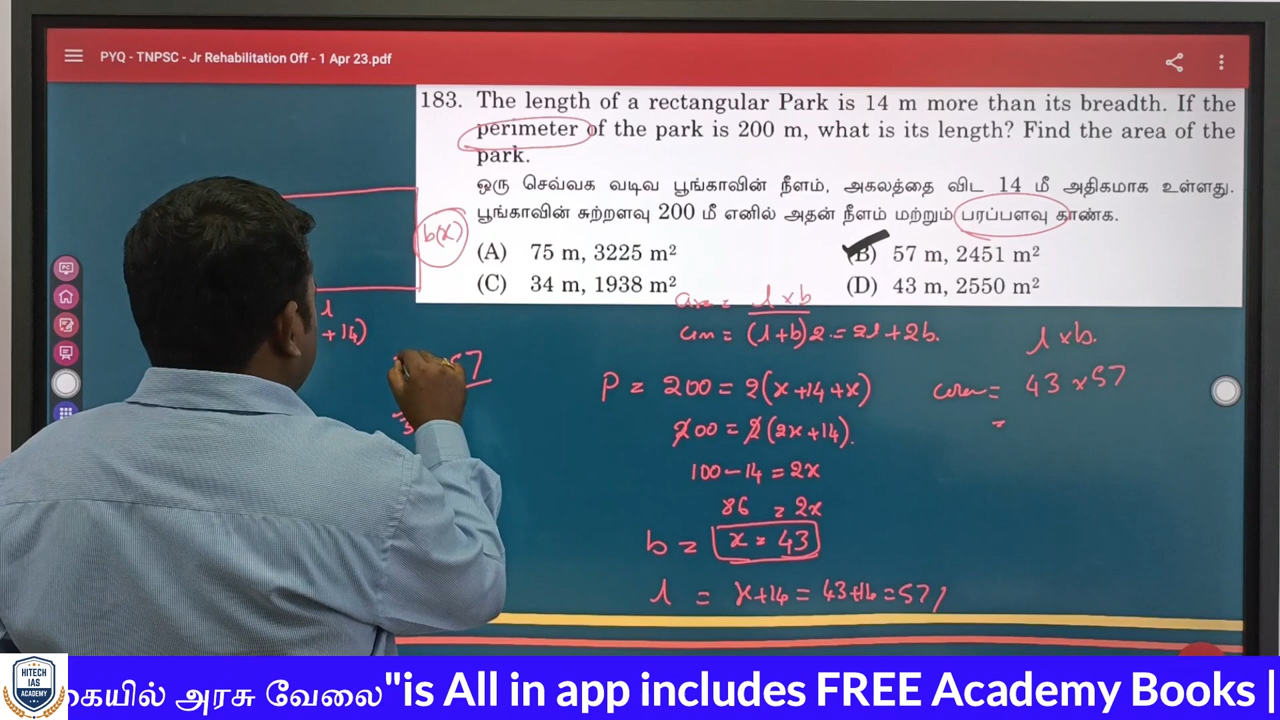 PYQ - TNPSC - Jr Rehabilitation Off - 1 Apr 23.pdf
183. The length of a rectangular Park is 14 m more than its breadth. If the
perimeter of the park is 200 m, what is its length? Find the area of the
park.
ஒரு செவ்வக வடிவ பூங்காவின் நீளம், அகலத்தை விட 14 மீ அதிகமாக உள்ளது.
பூங்காவின் சுற்றளவு 200 மீ எனில் அதன் நீளம் மற்றும் பரப்பளவு காண்க.
(A) 75 m, 3225 m² (B) 57 m, 2451 m²
(C) 34 m, 1938 m² (D) 43 m, 2550 m²
b(x)
l
+14)
57
= l × b
= (l+b)2 = 2l + 2b.
P = 200 = 2(x+14+x)
200 = 2(2x+14).
100-14 = 2x
86 = 2x
b = x = 43
l = x+14 = 43+14 = 57
l × b.
area = 43 × 57
=
HITECH
IAS
ACADEMY
கையில் அரசு வேலை"is All in app includes FREE Academy Books |